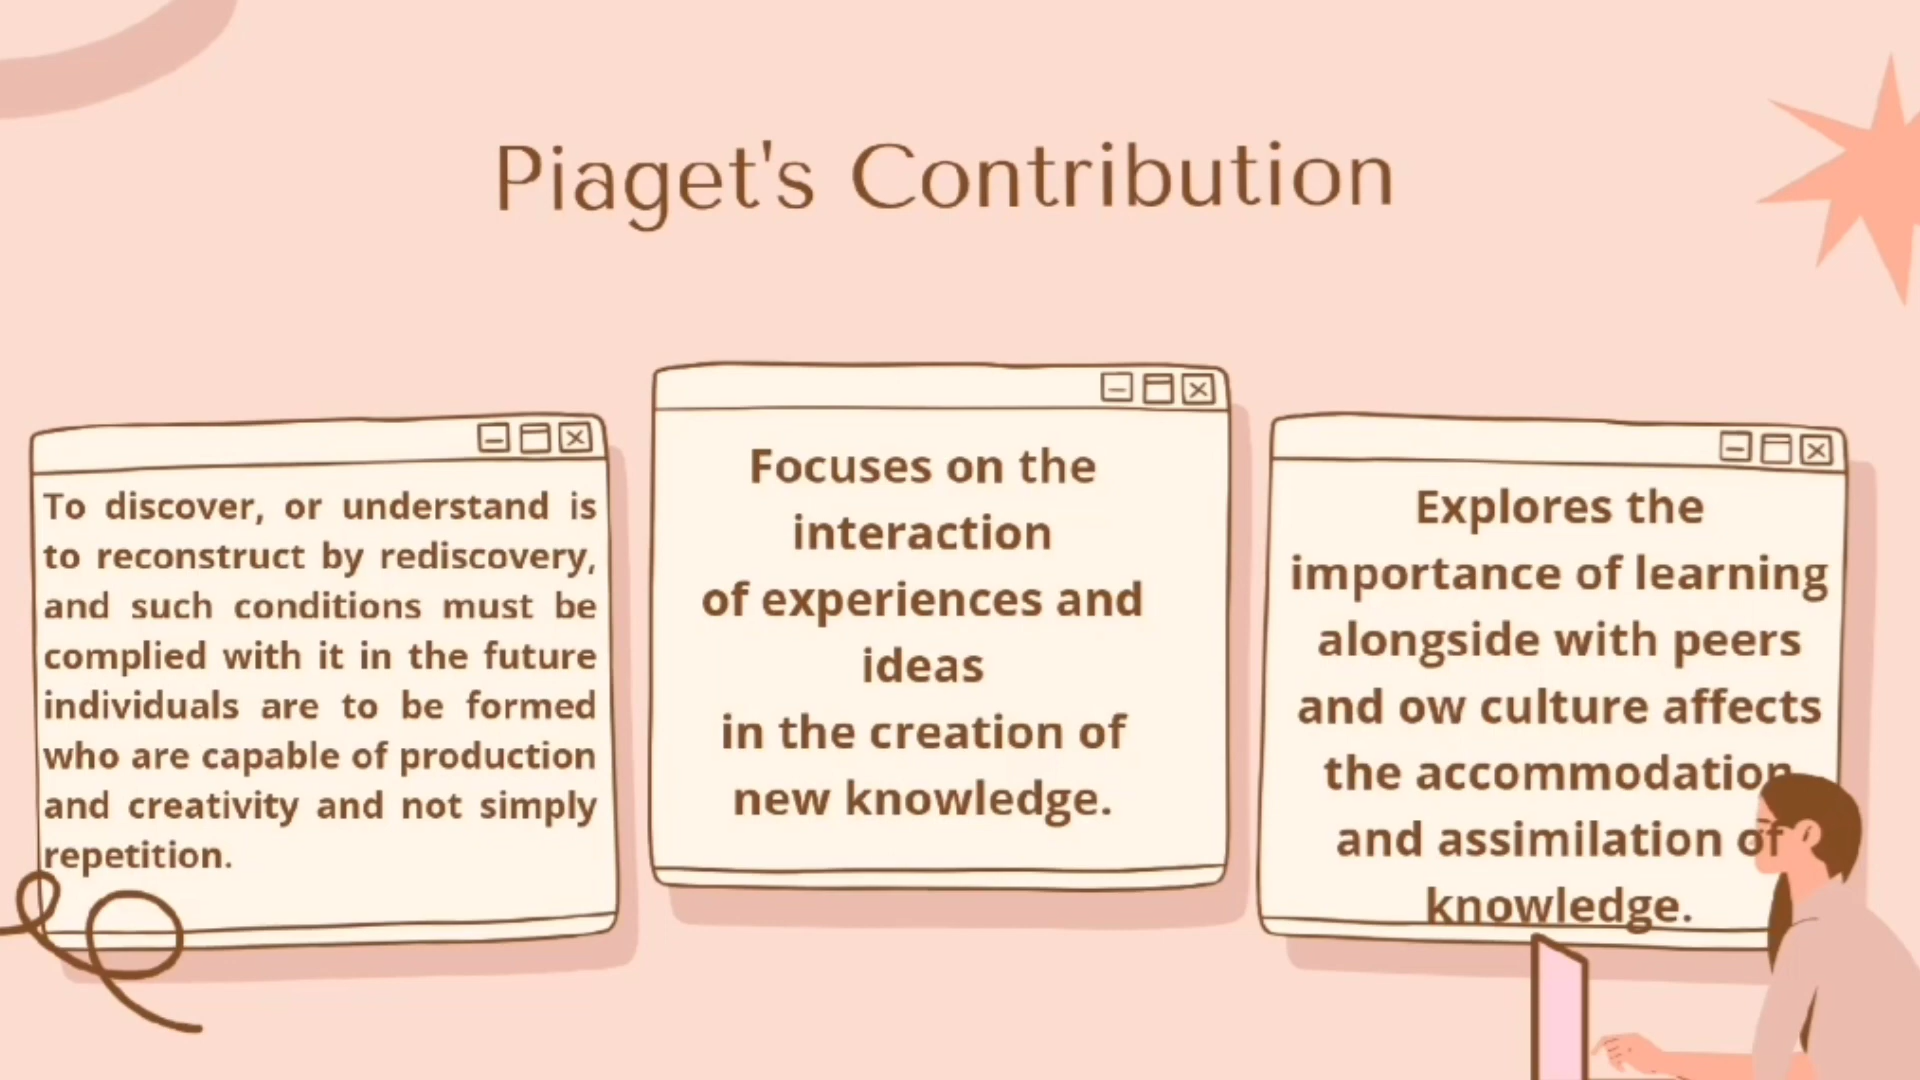 Piaget's Contribution
To discover, or understand is
to reconstruct by rediscovery,
and such conditions must be
complied with it in the future
individuals are to be formed
who are capable of production
and creativity and not simply
repetition.
Focuses on the
interaction
of experiences and
ideas
in the creation of
new knowledge.
Explores the
importance of learning
alongside with peers
and ow culture affects
the accommodation
and assimilation of
knowledge.